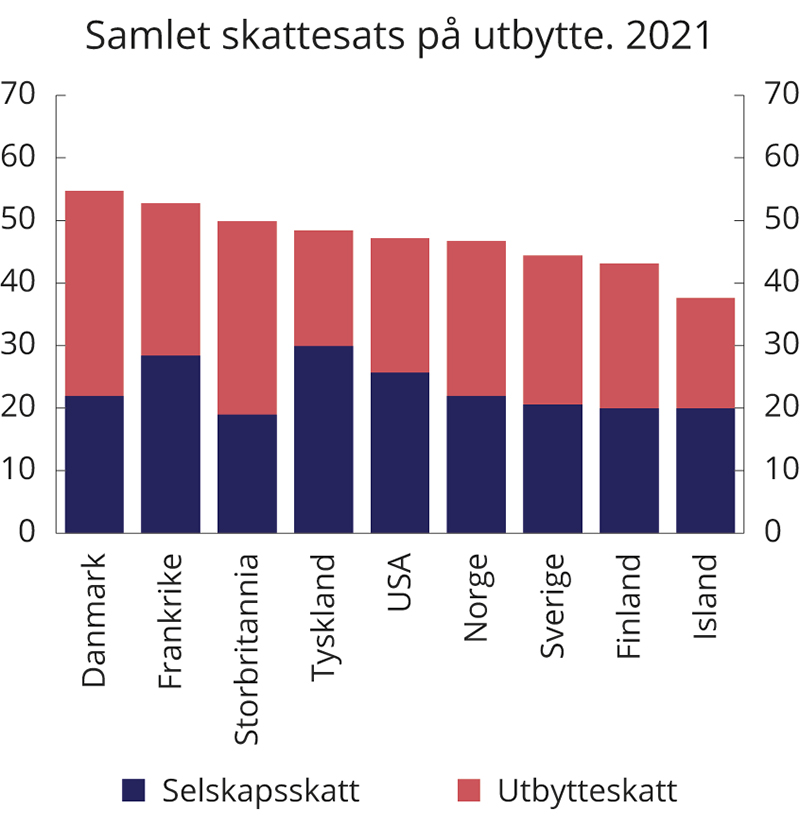 Samlet skattesats på utbytte. 2021
70 70
60 60
50 50
40 40
30 30
20 20
10 10
0 0
Danmark
Frankrike
Storbritannia
Tyskland
USA
Norge
Sverige
Finland
Island
Selskapsskatt Utbytteskatt